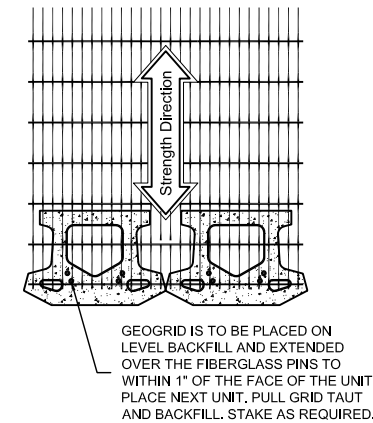 Strength Direction
GEOGRID IS TO BE PLACED ON
LEVEL BACKFILL AND EXTENDED
OVER THE FIBERGLASS PINS TO
WITHIN 1" OF THE FACE OF THE UNIT
PLACE NEXT UNIT. PULL GRID TAUT
AND BACKFILL. STAKE AS REQUIRED.